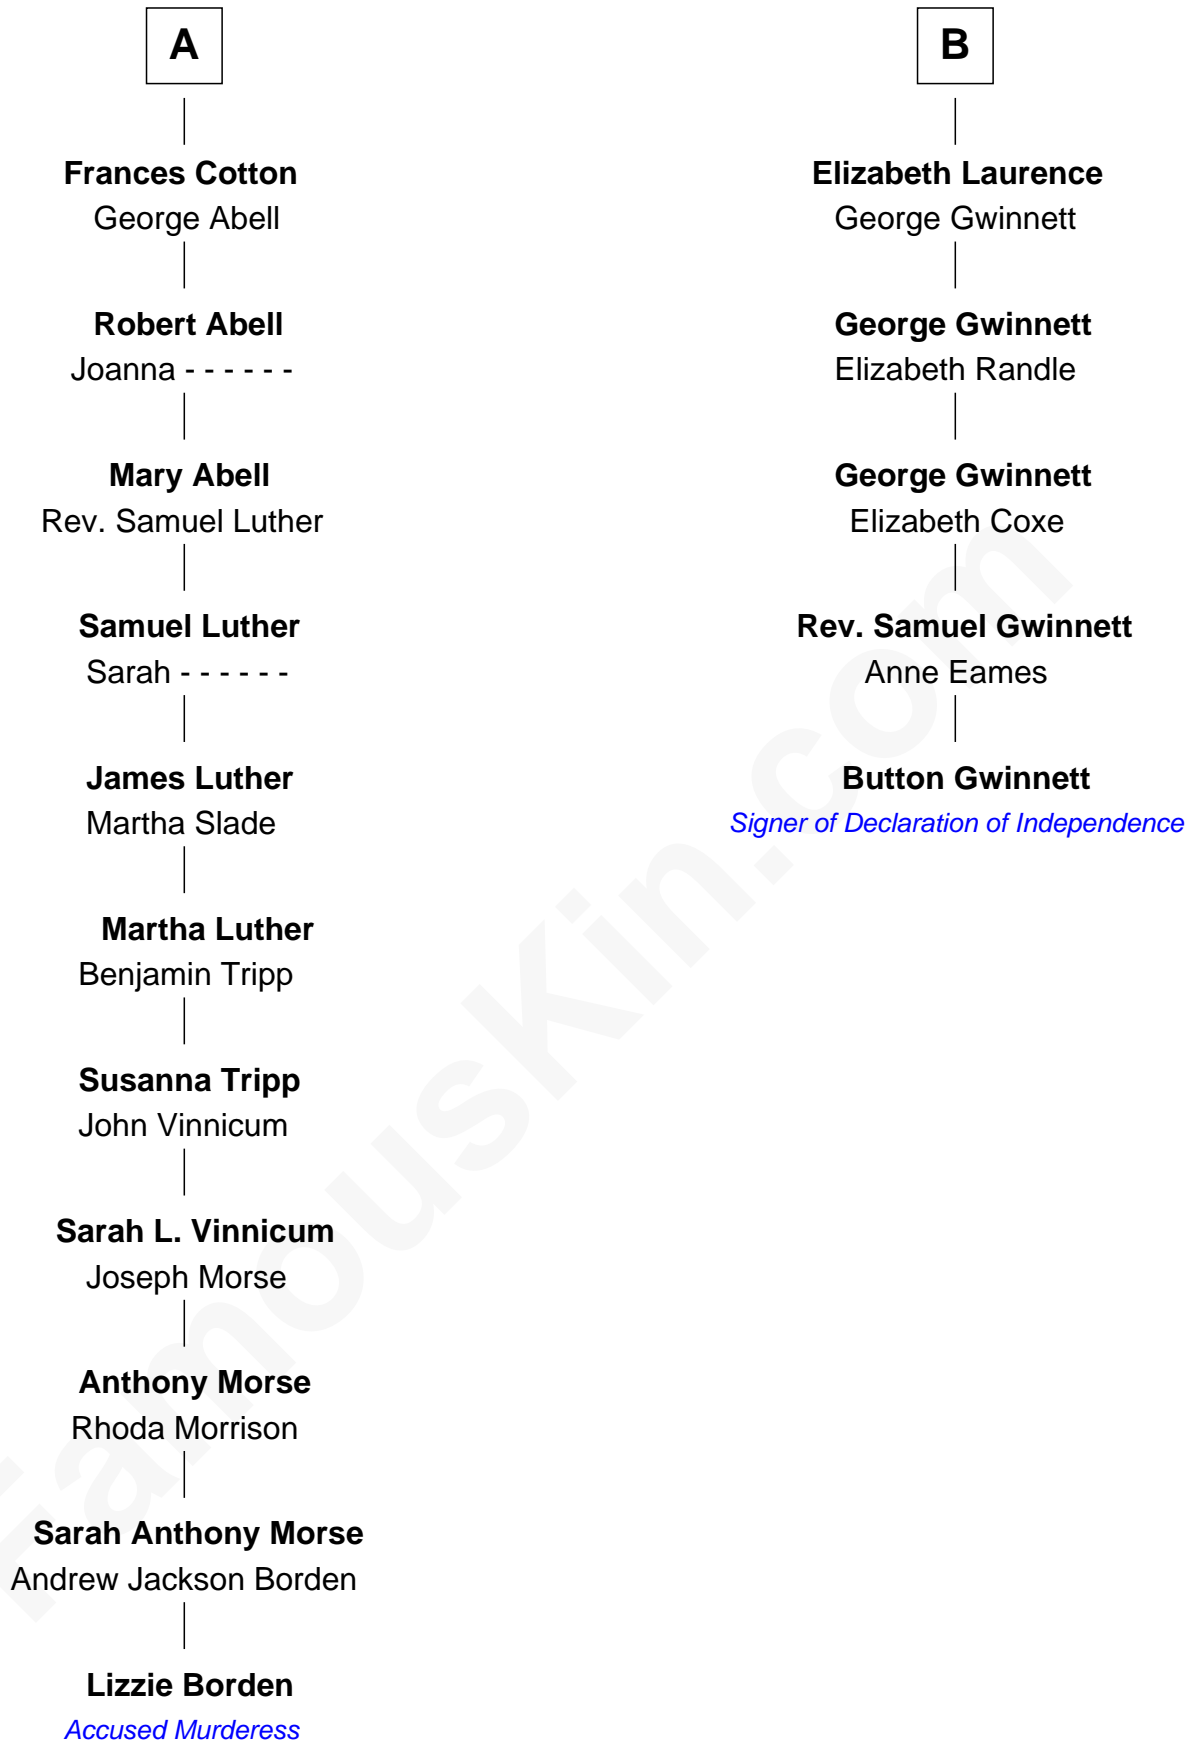 A
Frances Cotton
George Abell
Robert Abell
Joanna - - - - - -
Mary Abell
Rev. Samuel Luther
Samuel Luther
Sarah - - - - - -
James Luther
Martha Slade
Martha Luther
Benjamin Tripp
Susanna Tripp
John Vinnicum
Sarah L. Vinnicum
Joseph Morse
Anthony Morse
Rhoda Morrison
Sarah Anthony Morse
Andrew Jackson Borden
Lizzie Borden
Accused Murderess
B
Elizabeth Laurence
George Gwinnett
George Gwinnett
Elizabeth Randle
George Gwinnett
Elizabeth Coxe
Rev. Samuel Gwinnett
Anne Eames
Button Gwinnett
Signer of Declaration of Independence
FamousKin.com